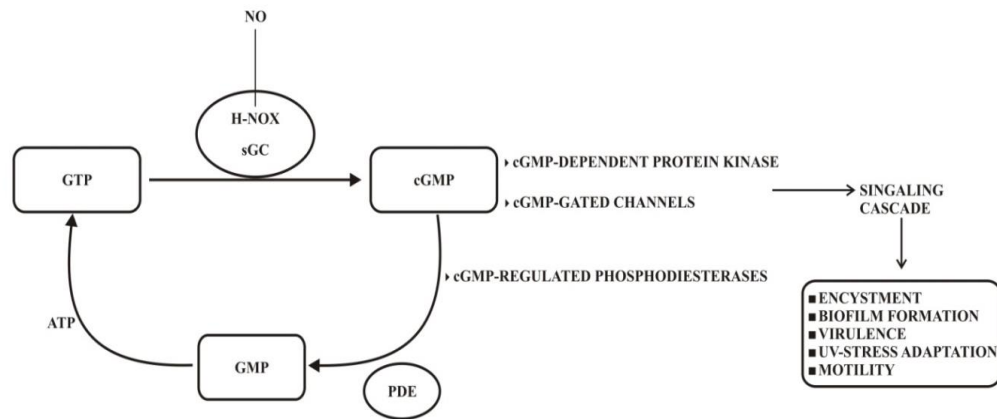 NO
H-NOX
sGC
GTP
cGMP
cGMP-DEPENDENT PROTEIN KINASE
cGMP-GATED CHANNELS
SINGALING
CASCADE
cGMP-REGULATED PHOSPHODIESTERASES
■ ENCYSTMENT
■ BIOFILM FORMATION
■ VIRULENCE
■ UV-STRESS ADAPTATION
■ MOTILITY
ATP
GMP
PDE